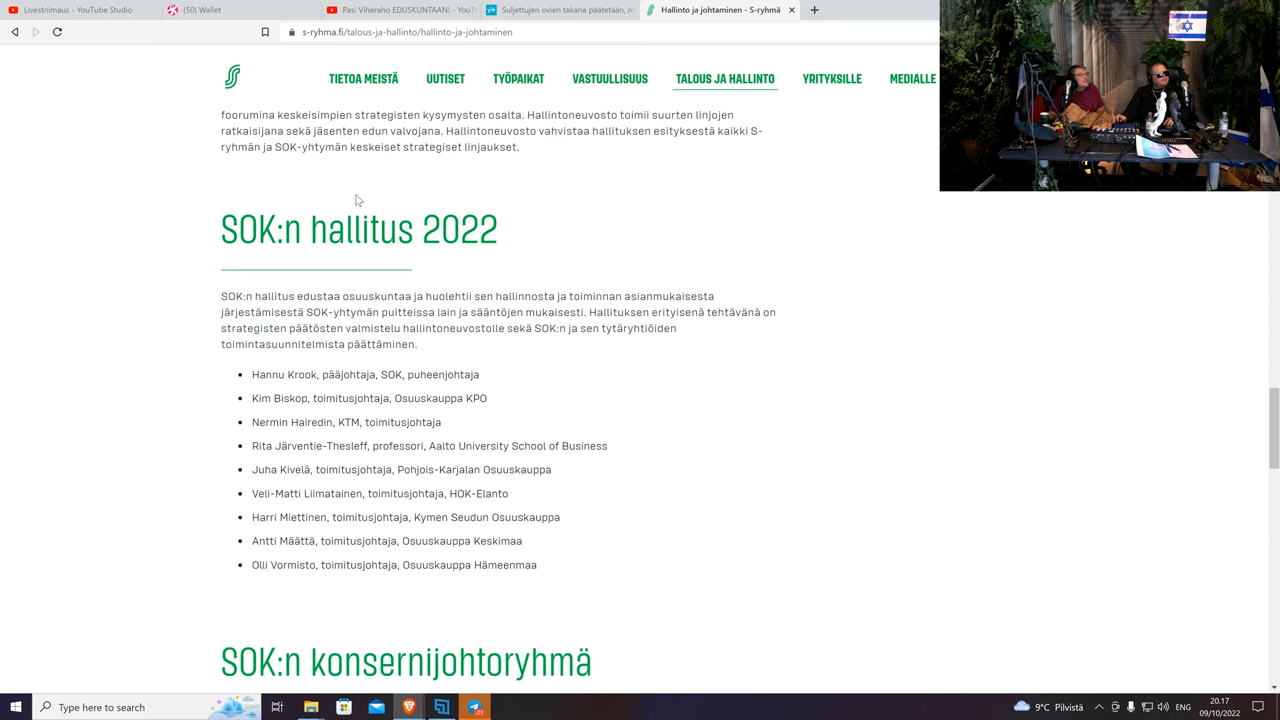 Livestriimaus - YouTube Studio
(50) Wallet
Pasi Viheraho EDUSKUNTAAN! - YouT
yle
Suljettujen ovien takana päätetään, m
Hallinto ja johtaminen - S-ryhmä
s-ryhma.fi/talous-ja-hallinto/hallinto-ja-johtaminen
TIETOA MEISTÄ
UUTISET
TYÖPAIKAT
VASTUULLISUUS
TALOUS JA HALLINTO
YRITYKSILLE
MEDIALLE
foorumina keskeisimpien strategisten kysymysten osalta. Hallintoneuvosto toimii suurten linjojen
ratkaisijana sekä jäsenten edun valvojana. Hallintoneuvosto vahvistaa hallituksen esityksestä kaikki S-
ryhmän ja SOK-yhtymän keskeiset strategiset linjaukset.
SOK:n hallitus 2022
SOK:n hallitus edustaa osuuskuntaa ja huolehtii sen hallinnosta ja toiminnan asianmukaisesta
järjestämisestä SOK-yhtymän puitteissa lain ja sääntöjen mukaisesti. Hallituksen erityisenä tehtävänä on
strategisten päätösten valmistelu hallintoneuvostolle sekä SOK:n ja sen tytäryhtiöiden
toimintasuunnitelmista päättäminen.
Hannu Krook, pääjohtaja, SOK, puheenjohtaja
Kim Biskop, toimitusjohtaja, Osuuskauppa KPO
Nermin Hairedin, KTM, toimitusjohtaja
Rita Järventie-Thesleff, professori, Aalto University School of Business
Juha Kivelä, toimitusjohtaja, Pohjois-Karjalan Osuuskauppa
Veli-Matti Liimatainen, toimitusjohtaja, HOK-Elanto
Harri Miettinen, toimitusjohtaja, Kymen Seudun Osuuskauppa
Antti Määttä, toimitusjohtaja, Osuuskauppa Keskimaa
Olli Vormisto, toimitusjohtaja, Osuuskauppa Hämeenmaa
SOK:n konsernijohtoryhmä
Type here to search
9°C Pilvistä
20.17
09/10/2022